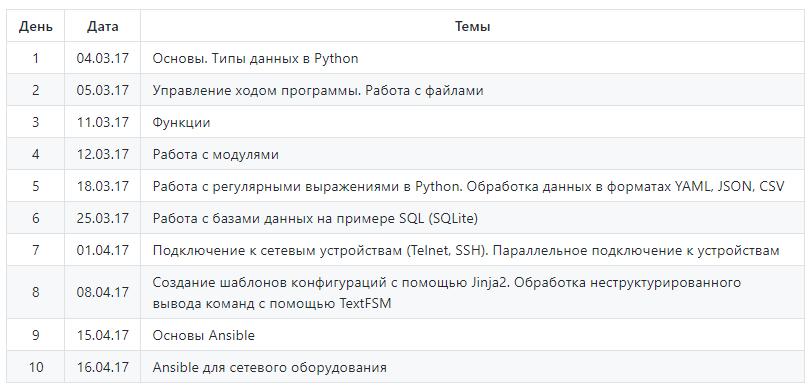 День Дата Темы
1 04.03.17 Основы. Типы данных в Python
2 05.03.17 Управление ходом программы. Работа с файлами
3 11.03.17 Функции
4 12.03.17 Работа с модулями
5 18.03.17 Работа с регулярными выражениями в Python. Обработка данных в форматах YAML, JSON, CSV
6 25.03.17 Работа с базами данных на примере SQL (SQLite)
7 01.04.17 Подключение к сетевым устройствам (Telnet, SSH). Параллельное подключение к устройствам
8 08.04.17 Создание шаблонов конфигураций с помощью Jinja2. Обработка неструктурированного
вывода команд с помощью TextFSM
9 15.04.17 Основы Ansible
10 16.04.17 Ansible для сетевого оборудования